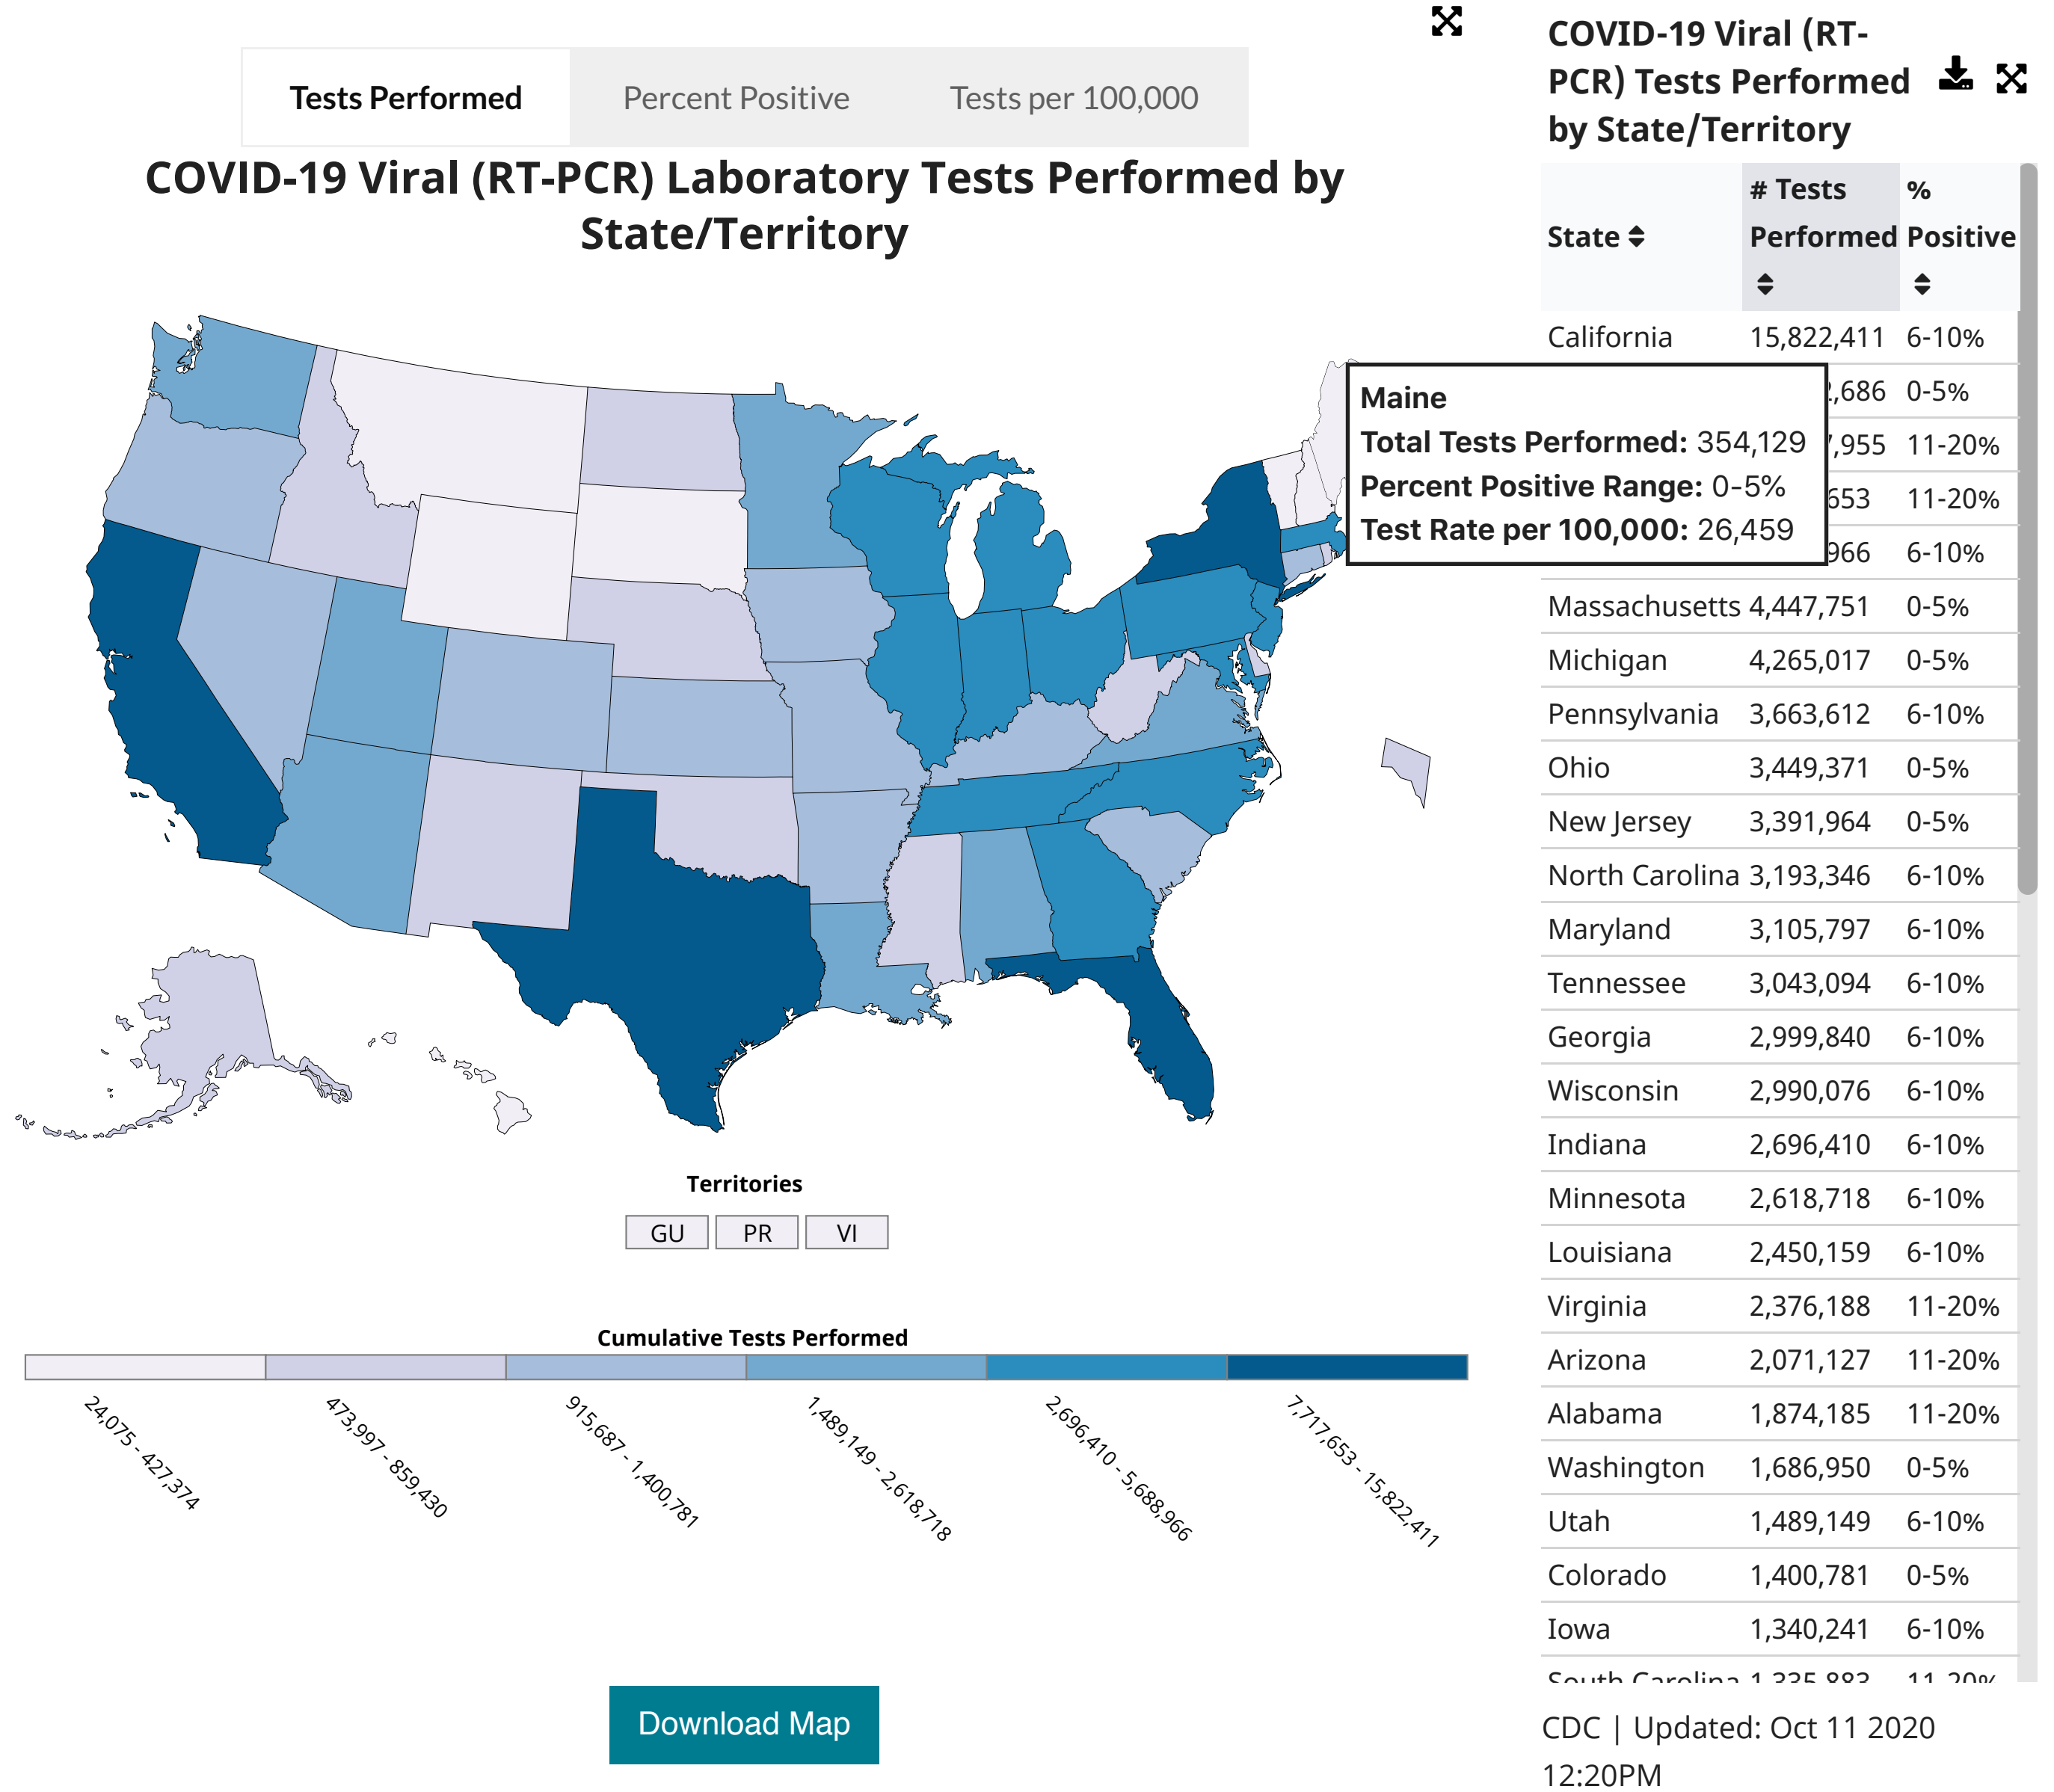 Tests Performed
Percent Positive
Tests per 100,000
COVID-19 Viral (RT-PCR) Laboratory Tests Performed by
State/Territory
Maine
Total Tests Performed: 354,129
Percent Positive Range: 0-5%
Test Rate per 100,000: 26,459
Territories
GU PR VI
Cumulative Tests Performed
24,075 - 427,374
473,997 - 859,430
915,687 - 1,400,781
1,489,149 - 2,618,718
2,696,410 - 5,688,966
7,717,653 - 15,822,411
Download Map
COVID-19 Viral (RT-
PCR) Tests Performed
by State/Territory
State # Tests Performed % Positive
California 15,822,411 6-10%
,686 0-5%
,955 11-20%
653 11-20%
966 6-10%
Massachusetts 4,447,751 0-5%
Michigan 4,265,017 0-5%
Pennsylvania 3,663,612 6-10%
Ohio 3,449,371 0-5%
New Jersey 3,391,964 0-5%
North Carolina 3,193,346 6-10%
Maryland 3,105,797 6-10%
Tennessee 3,043,094 6-10%
Georgia 2,999,840 6-10%
Wisconsin 2,990,076 6-10%
Indiana 2,696,410 6-10%
Minnesota 2,618,718 6-10%
Louisiana 2,450,159 6-10%
Virginia 2,376,188 11-20%
Arizona 2,071,127 11-20%
Alabama 1,874,185 11-20%
Washington 1,686,950 0-5%
Utah 1,489,149 6-10%
Colorado 1,400,781 0-5%
Iowa 1,340,241 6-10%
South Carolina 1,335,883 11-20%
CDC | Updated: Oct 11 2020
12:20PM